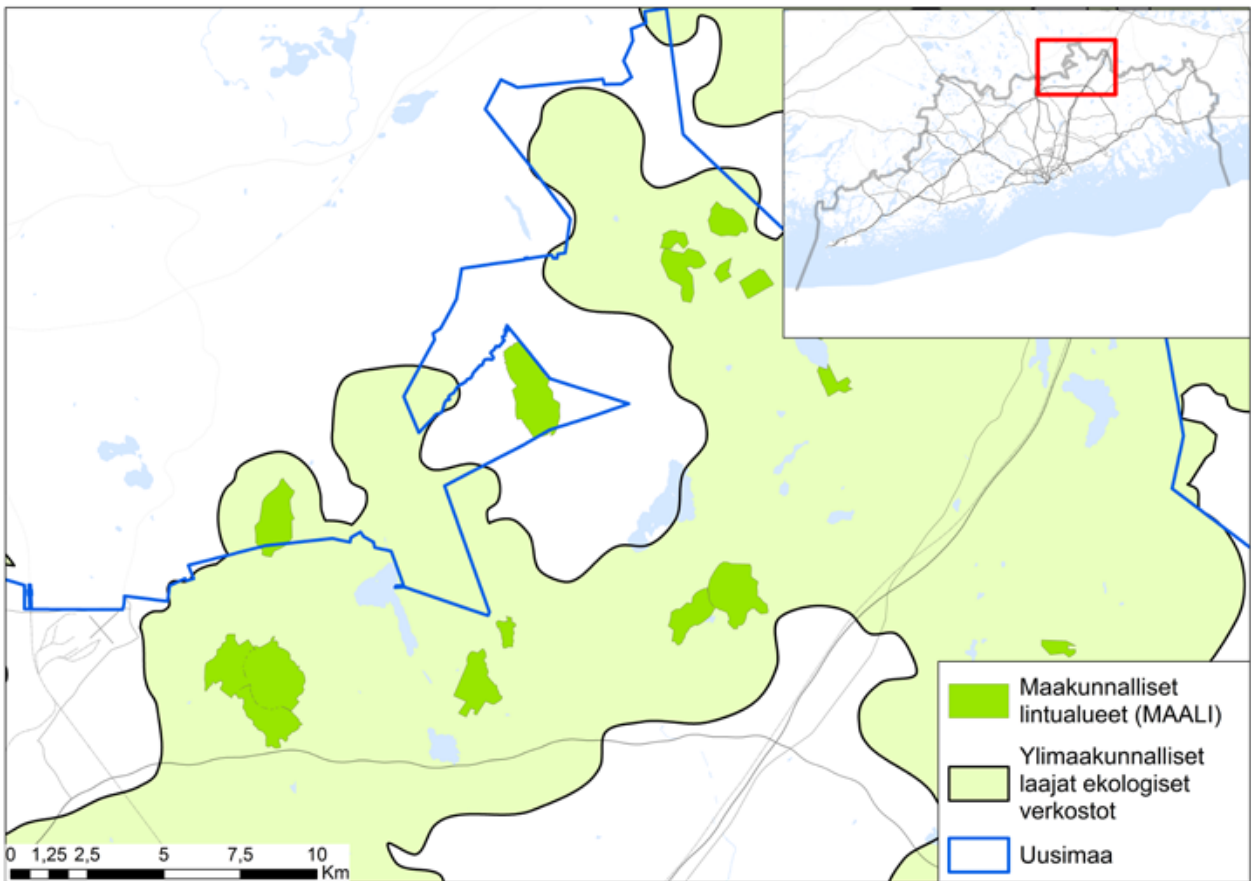 Maakunnalliset
lintualueet (MAALI)
Ylimaakunnalliset
laajat ekologiset
verkostot
Uusimaa
0 1,25 2,5 5 7,5 10
Km